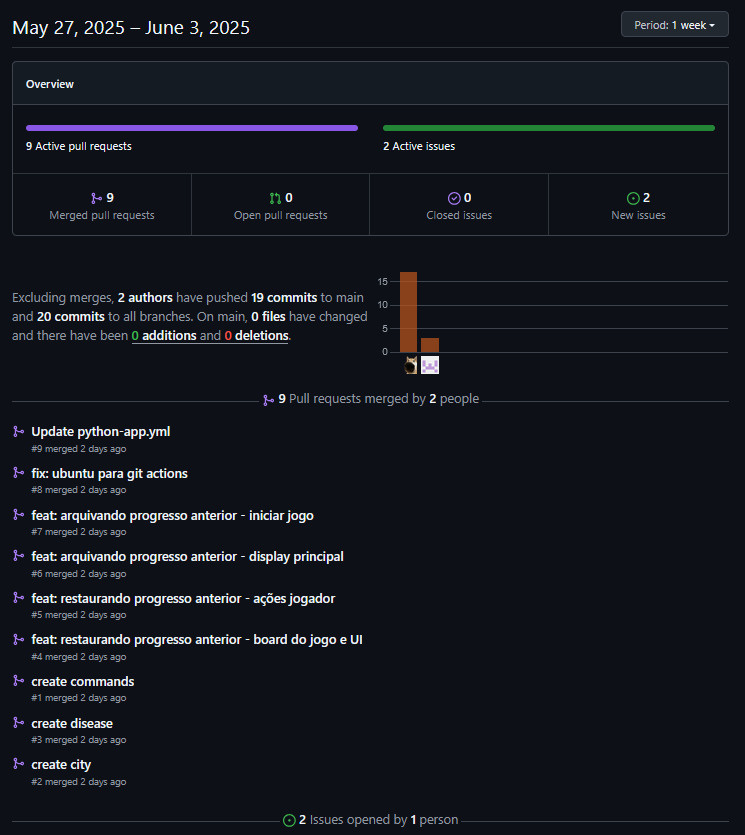 May 27, 2025 – June 3, 2025
Period: 1 week
Overview
9 Active pull requests
2 Active issues
9
Merged pull requests
0
Open pull requests
0
Closed issues
2
New issues
Excluding merges, 2 authors have pushed 19 commits to main
and 20 commits to all branches. On main, 0 files have changed
and there have been 0 additions and 0 deletions.
15
10
5
0
9 Pull requests merged by 2 people
Update python-app.yml
#9 merged 2 days ago
fix: ubuntu para git actions
#8 merged 2 days ago
feat: arquivando progresso anterior - iniciar jogo
#7 merged 2 days ago
feat: arquivando progresso anterior - display principal
#6 merged 2 days ago
feat: restaurando progresso anterior - ações jogador
#5 merged 2 days ago
feat: restaurando progresso anterior - board do jogo e UI
#4 merged 2 days ago
create commands
#1 merged 2 days ago
create disease
#3 merged 2 days ago
create city
#2 merged 2 days ago
2 Issues opened by 1 person